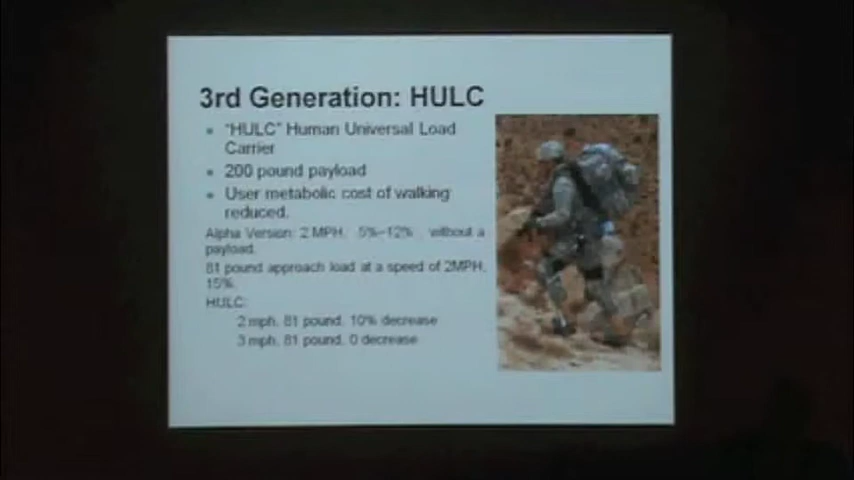 3rd Generation: HULC
"HULC" Human Universal Load
Carrier
200 pound payload
User metabolic cost of walking
reduced.
Alpha Version: 2 MPH, 5%-12% without a
payload.
81 pound approach load at a speed of 2MPH,
15%.
HULC:
2 mph, 81 pound, 10% decrease
3 mph, 81 pound, 0 decrease